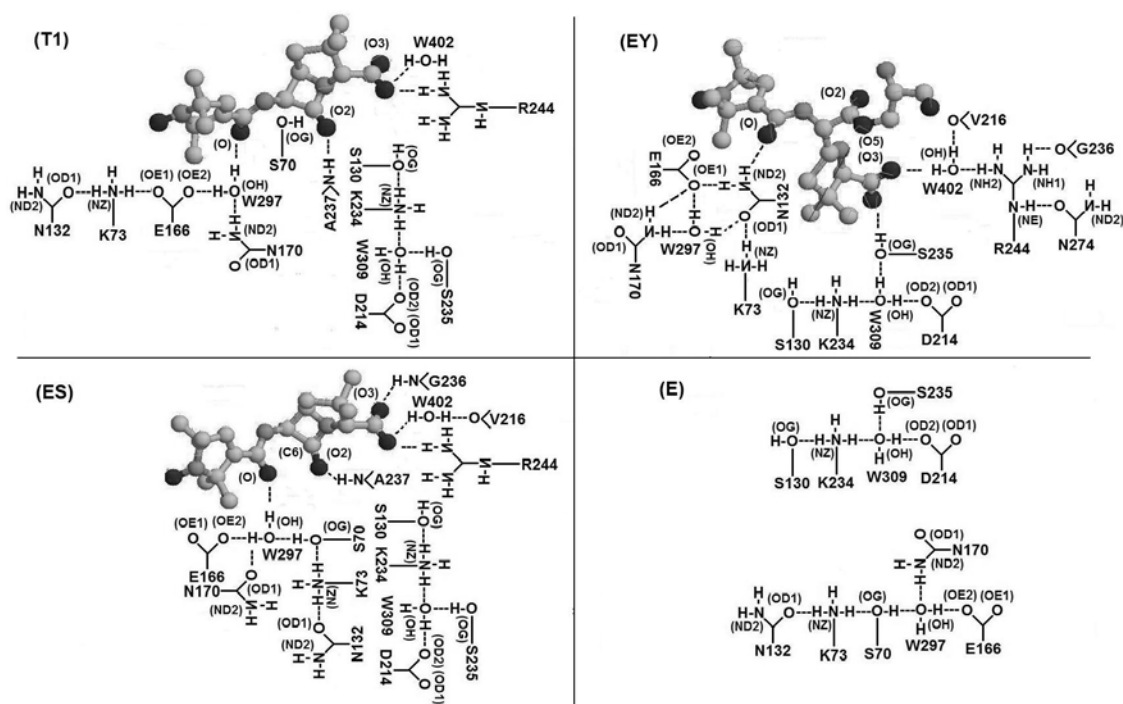 (T1)
(O3)
W402
H-O-H
H-N
H
R244
(O2)
(O)
O-H
(OG)
S70
A237>N-H
S130
(OG)
K234
(NZ)
W309
(OH)
S235
(OG)
D214
(OD2) (OD1)
(OD1)
(ND2)
N132
(NZ)
K73
(OE1) (OE2)
E166
(OH)
W297
(ND2)
(OD1)
N170
(EY)
(O2)
(O)
(O5)
(O3)
V216
(OH)
W402
G236
(NH2)
(NH1)
(NE)
R244
(ND2)
N274
(OE2)
E166
(OE1)
(ND2)
N132
(OD1)
(ND2)
(OD1)
W297
(OH)
N170
(NZ)
K73
(OG)
S235
(OG)
S130
(NZ)
K234
(OH)
W309
(OD2) (OD1)
D214
(ES)
(O3)
H-N<G236
W402
H-O-H
O<V216
(C6)
(O2)
(O)
H-N<A237
R244
(OE1) (OE2)
E166
(OH)
W297
(OG)
S70
N170
(OD1)
(ND2)
K73
(NZ)
(OD1)
(ND2)
N132
S130
(OG)
K234
(NZ)
W309
(OH)
(OG)
S235
D214
(OD2) (OD1)
(E)
S235
(OG)
(OG)
S130
(NZ)
K234
(OH)
W309
(OD2) (OD1)
D214
(OD1)
N170
(ND2)
(OD1)
(ND2)
N132
(NZ)
K73
(OG)
S70
(OH)
W297
(OE2) (OE1)
E166